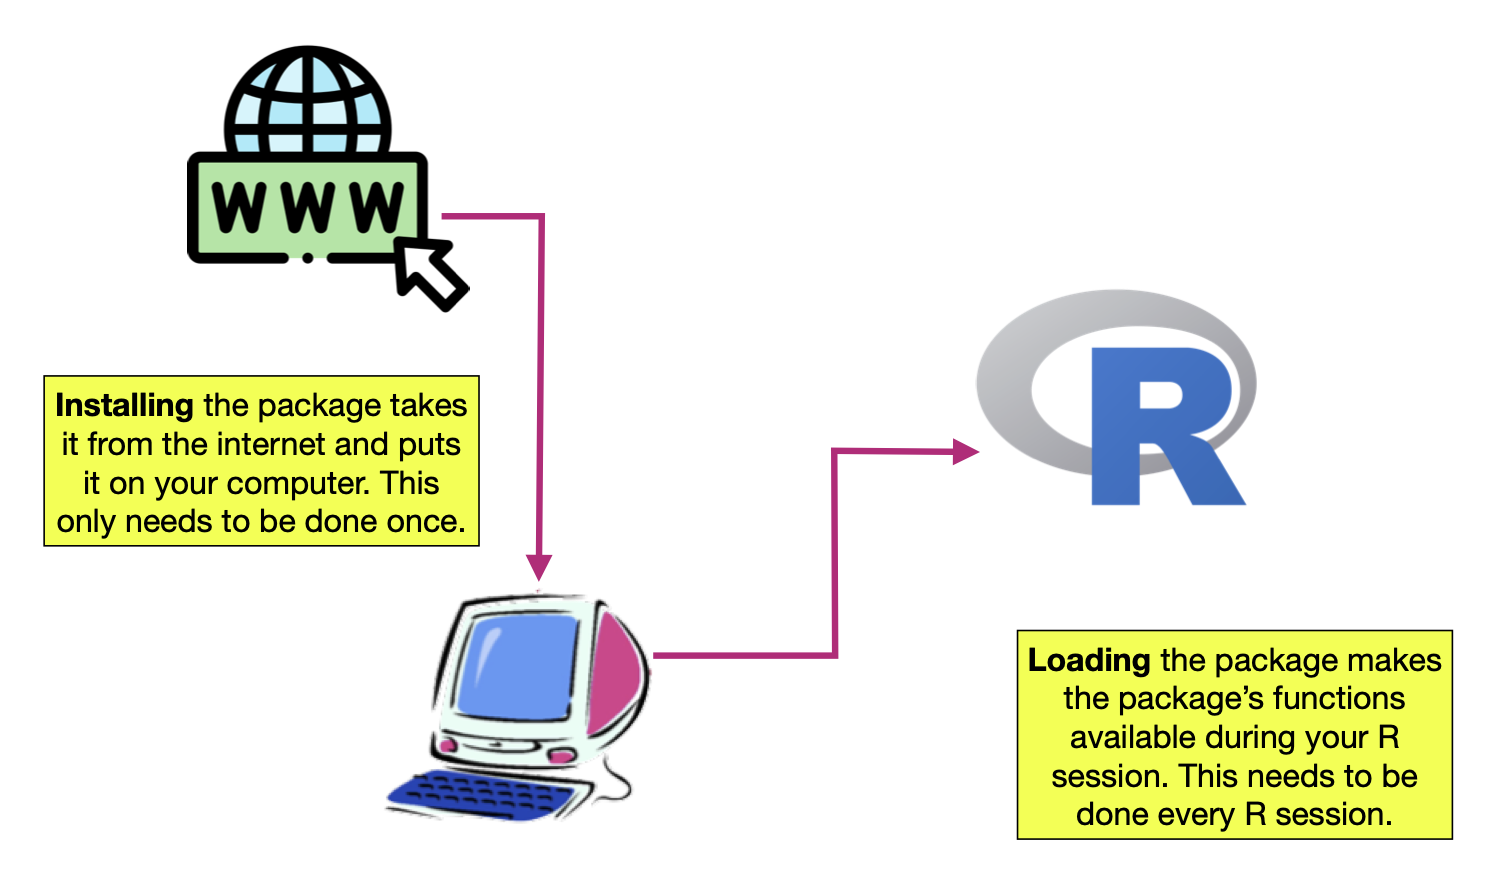 WWW
Installing the package takes
it from the internet and puts
it on your computer. This
only needs to be done once.
R
Loading the package makes
the package’s functions
available during your R
session. This needs to be
done every R session.